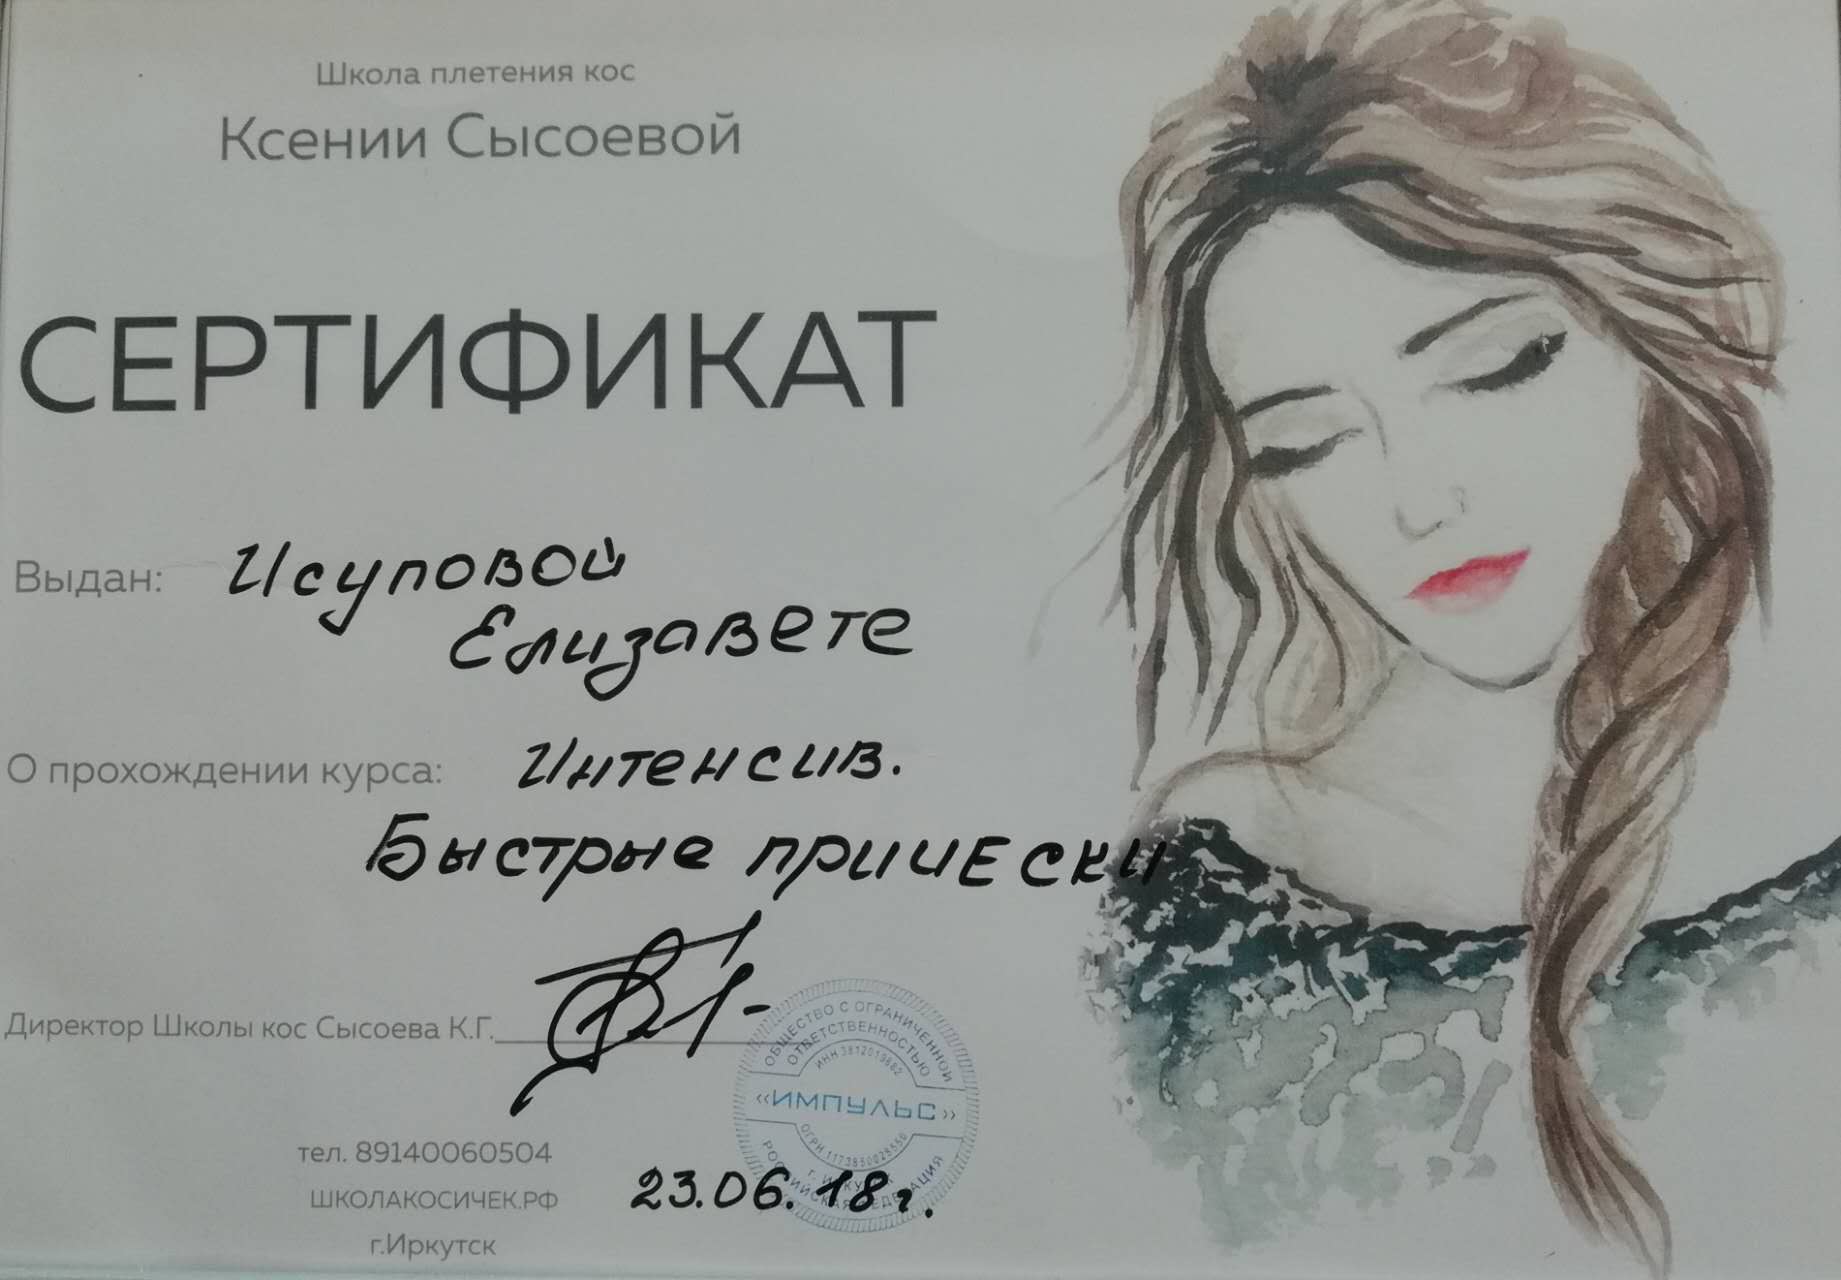 Школа плетения кос
Ксении Сысоевой
СЕРТИФИКАТ
Выдан: Исуповой
Елизавете
О прохождении курса: Интенсив.
Быстрые прически
Директор Школы кос Сысоева К.Г.
ОБЩЕСТВО С ОГРАНИЧЕННОЙ
ОТВЕТСТВЕННОСТЬЮ
ИНН 3812019882
«ИМПУЛЬС»
ОГРН 1173850028550
г. ИРКУТСК
РОССИЙСКАЯ ФЕДЕРАЦИЯ
тел. 89140060504
ШКОЛАКОСИЧЕК.РФ
23.06.18г.
г.Иркутск